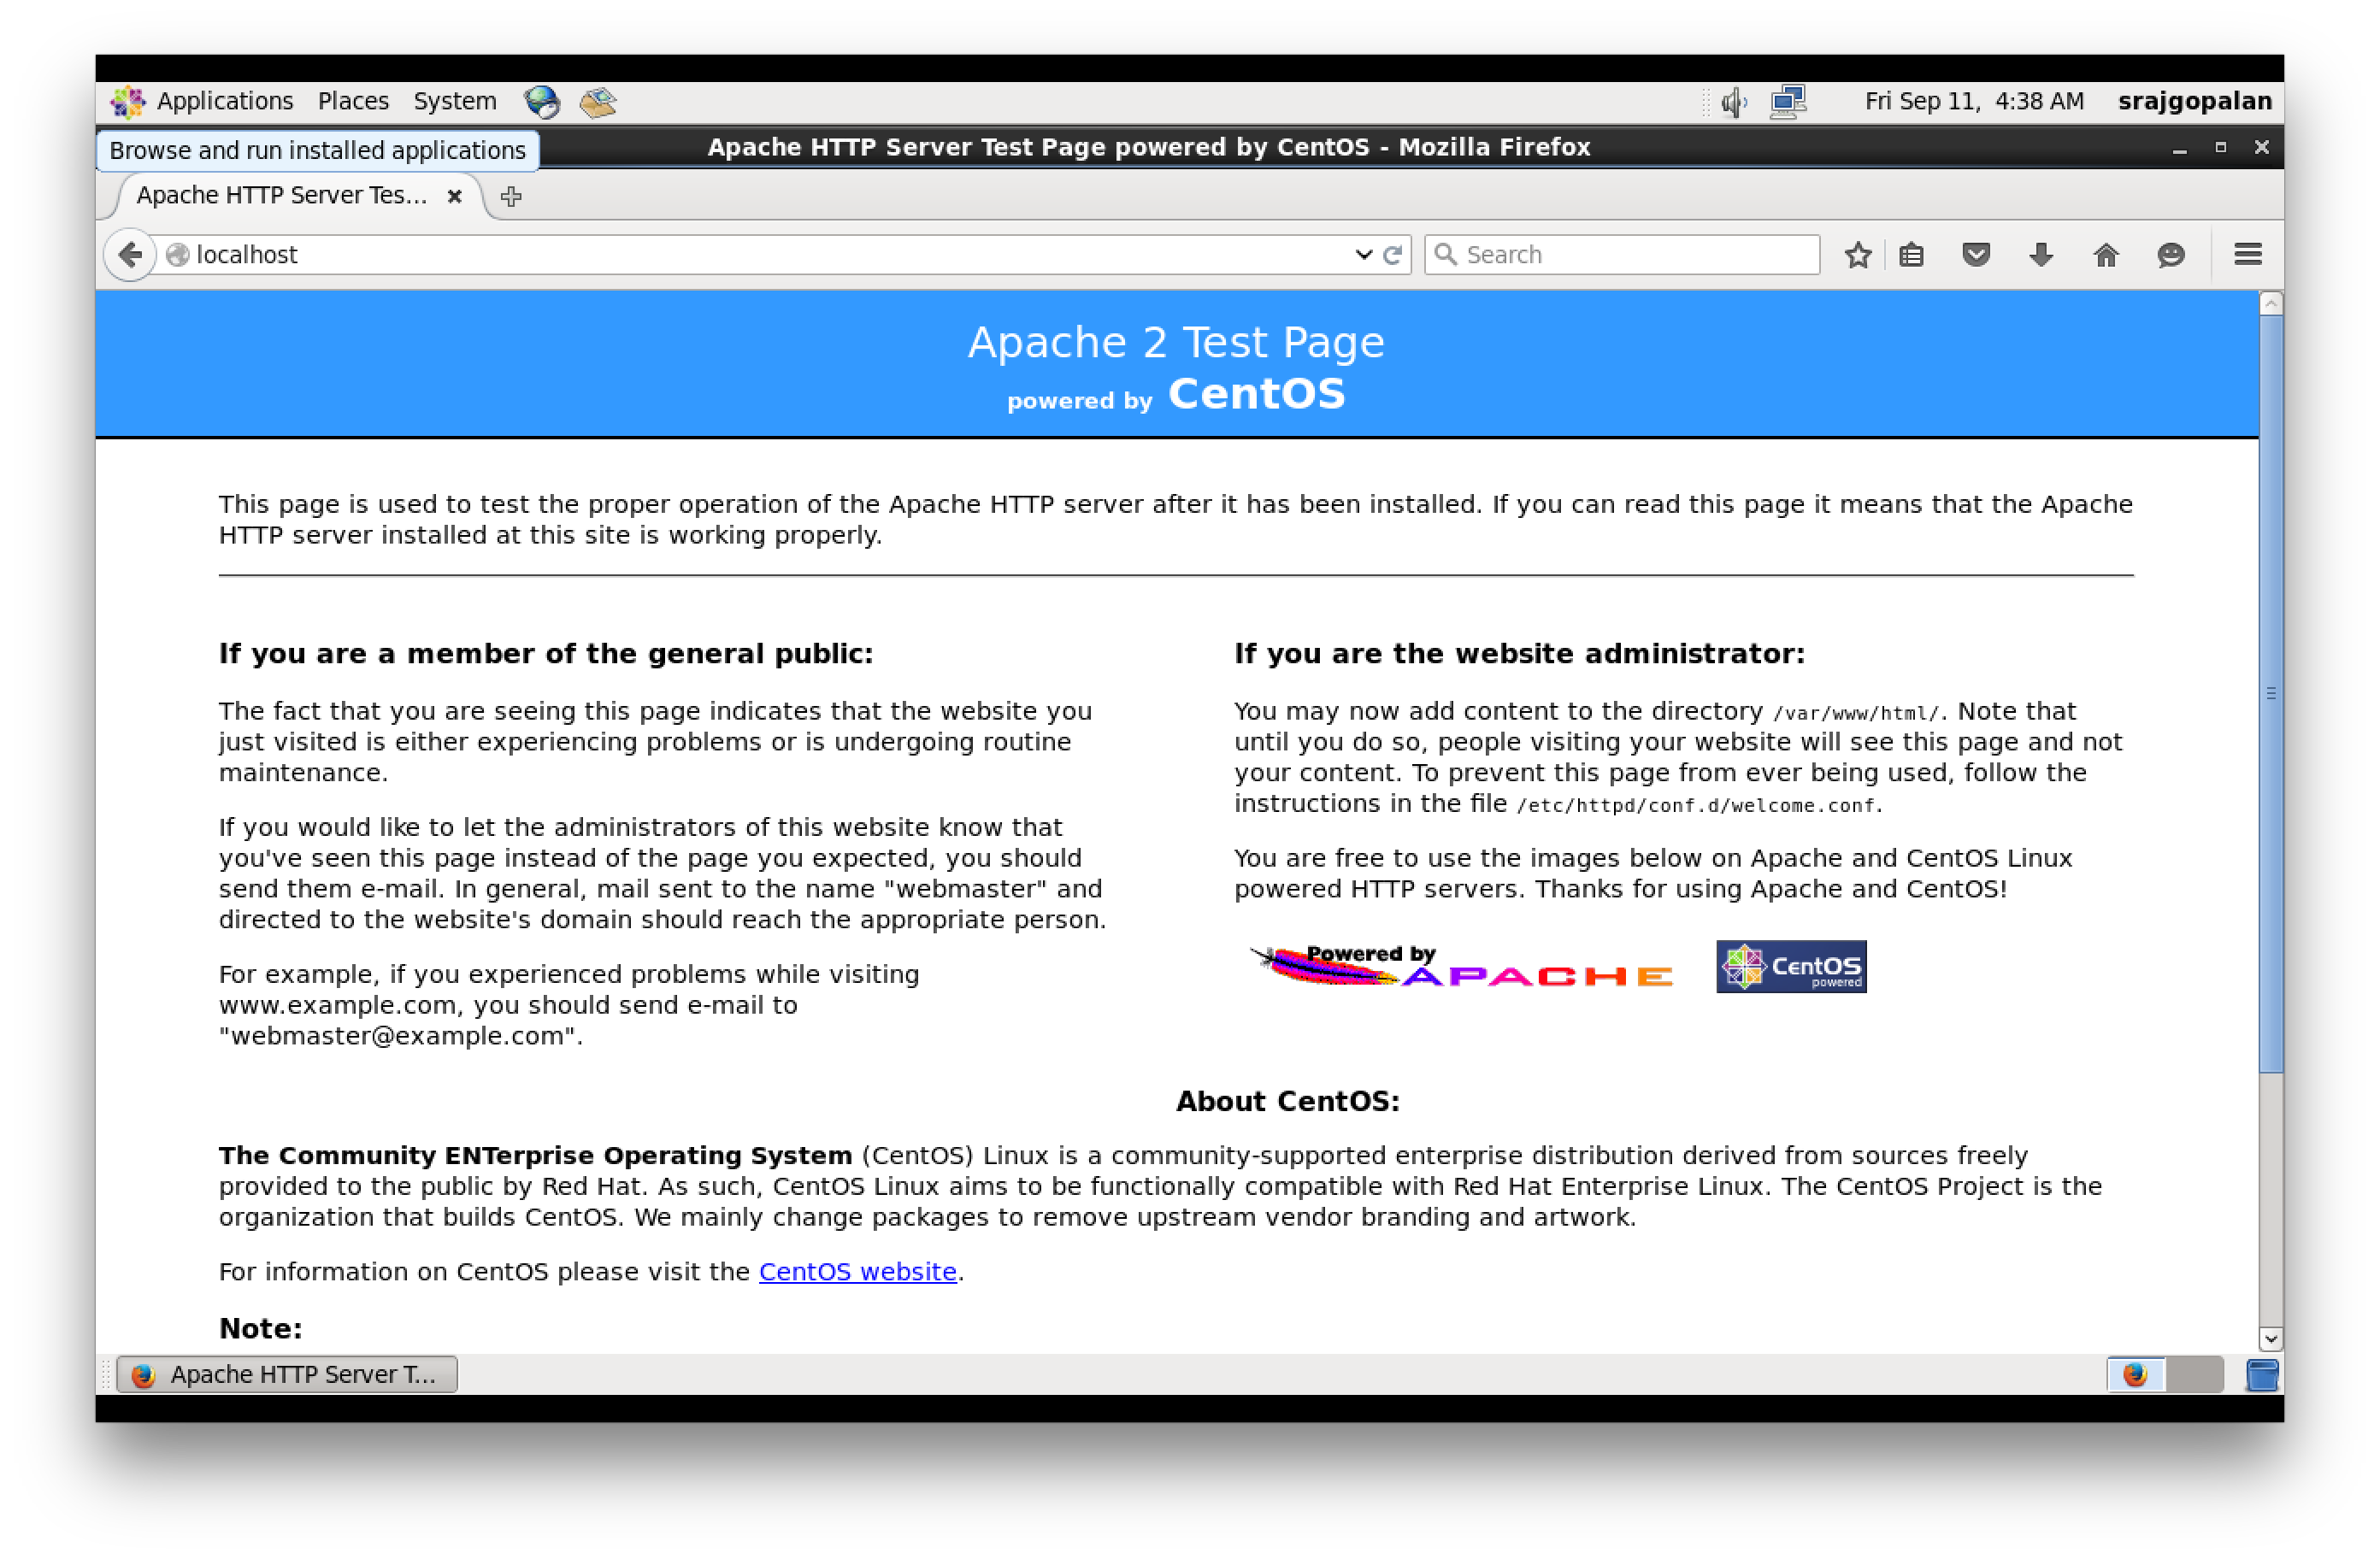 Applications Places System Fri Sep 11, 4:38 AM srajgopalan
Browse and run installed applications
Apache HTTP Server Test Page powered by CentOS - Mozilla Firefox
Apache HTTP Server Tes...
localhost Search
Apache 2 Test Page
powered by CentOS
This page is used to test the proper operation of the Apache HTTP server after it has been installed. If you can read this page it means that the Apache
HTTP server installed at this site is working properly.
If you are a member of the general public:
The fact that you are seeing this page indicates that the website you
just visited is either experiencing problems or is undergoing routine
maintenance.
If you would like to let the administrators of this website know that
you've seen this page instead of the page you expected, you should
send them e-mail. In general, mail sent to the name "webmaster" and
directed to the website's domain should reach the appropriate person.
For example, if you experienced problems while visiting
www.example.com, you should send e-mail to
"webmaster@example.com".
If you are the website administrator:
You may now add content to the directory /var/www/html/. Note that
until you do so, people visiting your website will see this page and not
your content. To prevent this page from ever being used, follow the
instructions in the file /etc/httpd/conf.d/welcome.conf.
You are free to use the images below on Apache and CentOS Linux
powered HTTP servers. Thanks for using Apache and CentOS!
Powered by
APACHE
CentOS
powered
About CentOS:
The Community ENTerprise Operating System (CentOS) Linux is a community-supported enterprise distribution derived from sources freely
provided to the public by Red Hat. As such, CentOS Linux aims to be functionally compatible with Red Hat Enterprise Linux. The CentOS Project is the
organization that builds CentOS. We mainly change packages to remove upstream vendor branding and artwork.
For information on CentOS please visit the CentOS website.
Note:
Apache HTTP Server T...